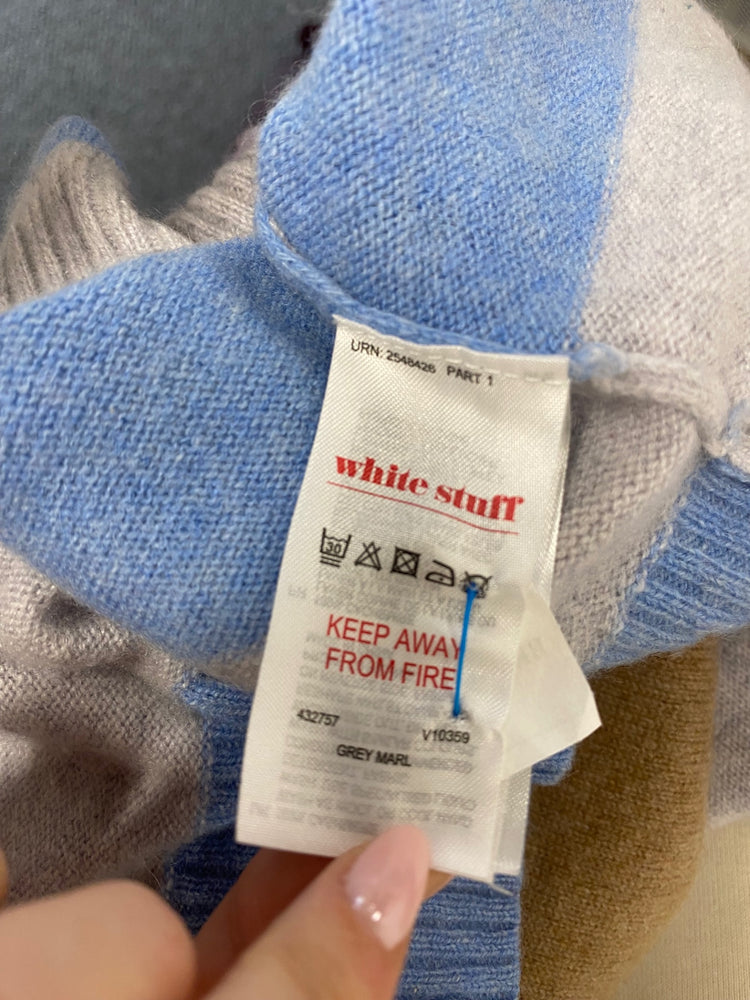 URN: 2548426 PART 1
white stuff
30
KEEP AWAY
FROM FIRE
432757 V10359
GREY MARL